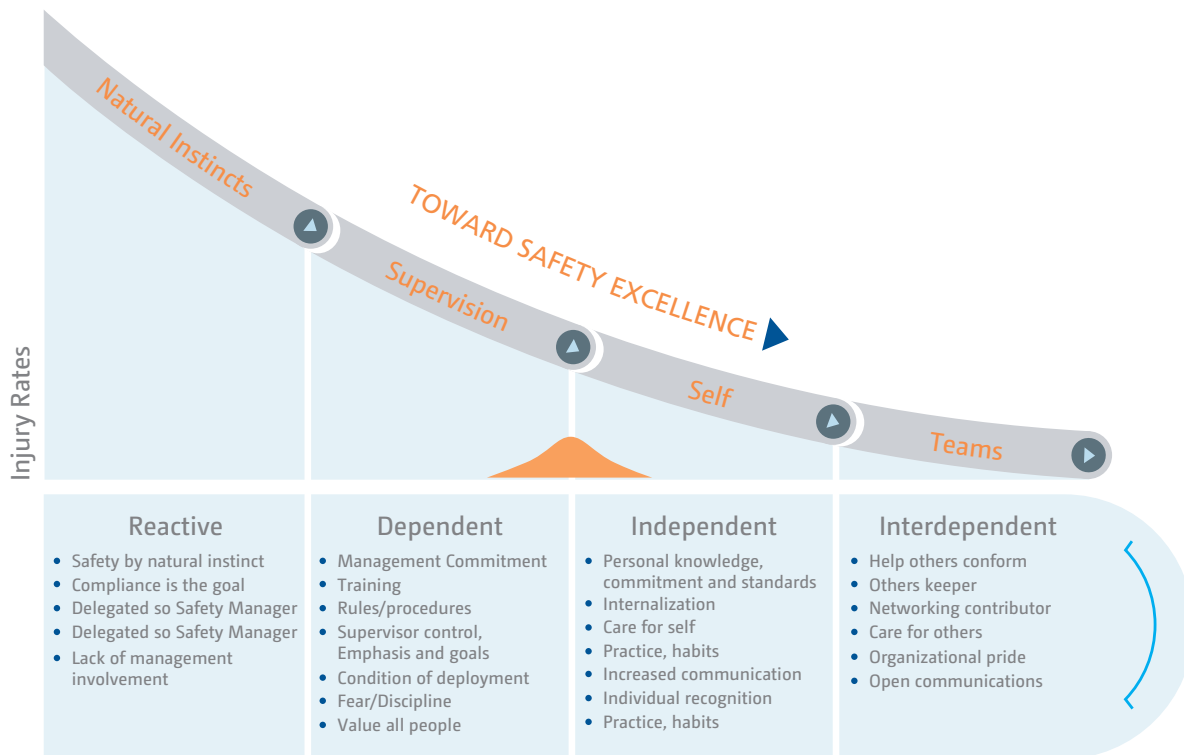 Natural Instincts
TOWARD SAFETY EXCELLENCE
Supervision
Self
Teams
Injury Rates
Reactive
• Safety by natural instinct
• Compliance is the goal
• Delegated so Safety Manager
• Delegated so Safety Manager
• Lack of management
involvement
Dependent
• Management Commitment
• Training
• Rules/procedures
• Supervisor control,
Emphasis and goals
• Condition of deployment
• Fear/Discipline
• Value all people
Independent
• Personal knowledge,
commitment and standards
• Internalization
• Care for self
• Practice, habits
• Increased communication
• Individual recognition
• Practice, habits
Interdependent
• Help others conform
• Others keeper
• Networking contributor
• Care for others
• Organizational pride
• Open communications